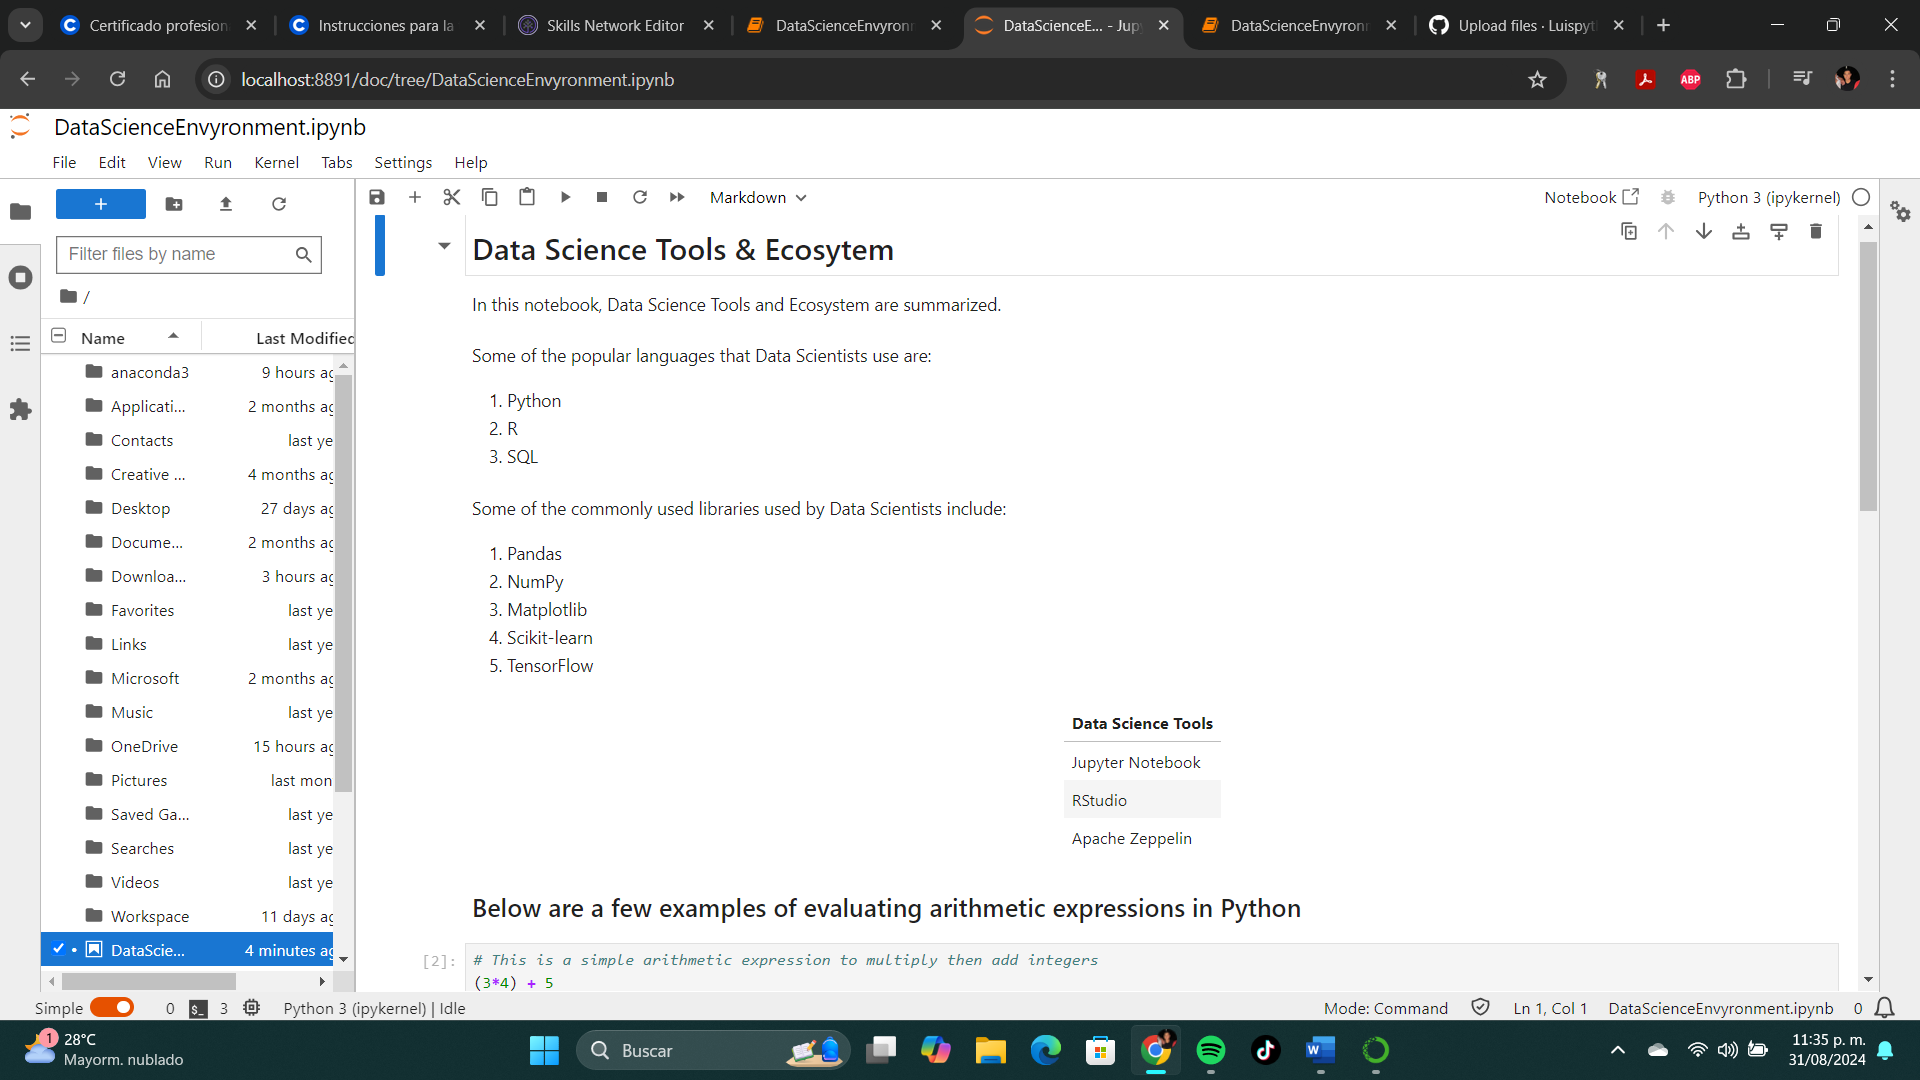 Certificado profesion
Instrucciones para la
Skills Network Editor
DataScienceEnvyronn
DataScienceE... - Jup
DataScienceEnvyronn
Upload files · Luispyt
localhost:8891/doc/tree/DataScienceEnvyronment.ipynb
ABP
DataScienceEnvyronment.ipynb
File Edit View Run Kernel Tabs Settings Help
Markdown
Notebook
Python 3 (ipykernel)
Filter files by name
/
Name Last Modified
anaconda3 9 hours ag
Applicati... 2 months ag
Contacts last ye
Creative ... 4 months ag
Desktop 27 days ag
Docume... 2 months ag
Downloa... 3 hours ag
Favorites last ye
Links last ye
Microsoft 2 months ag
Music last ye
OneDrive 15 hours ag
Pictures last mon
Saved Ga... last ye
Searches last ye
Videos last ye
Workspace 11 days ag
DataScie... 4 minutes ag
Data Science Tools & Ecosytem
In this notebook, Data Science Tools and Ecosystem are summarized.
Some of the popular languages that Data Scientists use are:
1. Python
2. R
3. SQL
Some of the commonly used libraries used by Data Scientists include:
1. Pandas
2. NumPy
3. Matplotlib
4. Scikit-learn
5. TensorFlow
Data Science Tools
Jupyter Notebook
RStudio
Apache Zeppelin
Below are a few examples of evaluating arithmetic expressions in Python
[2]: # This is a simple arithmetic expression to multiply then add integers
(3*4) + 5
Simple 0 $_ 3 Python 3 (ipykernel) | Idle
Mode: Command Ln 1, Col 1 DataScienceEnvyronment.ipynb 0
1 28°C
Mayorm. nublado
Buscar
W
11:35 p. m.
31/08/2024